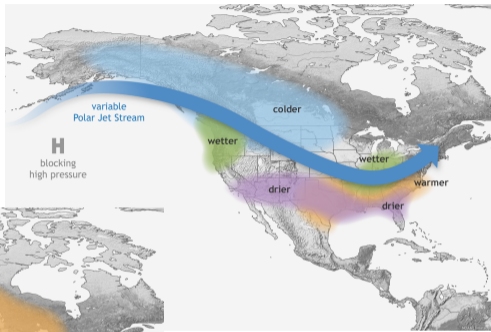 colder
variable
Polar Jet Stream
wetter
H
blocking
high pressure
wetter
warmer
drier
drier